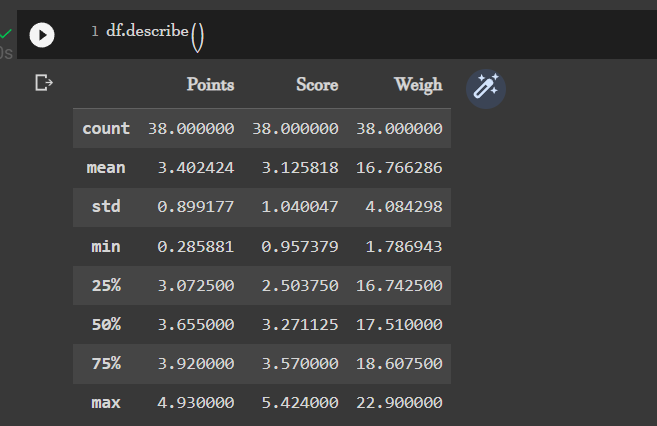 1 df.describe()
0s
Points Score Weigh
count 38.000000 38.000000 38.000000
mean 3.402424 3.125818 16.766286
std 0.899177 1.040047 4.084298
min 0.285881 0.957379 1.786943
25% 3.072500 2.503750 16.742500
50% 3.655000 3.271125 17.510000
75% 3.920000 3.570000 18.607500
max 4.930000 5.424000 22.900000